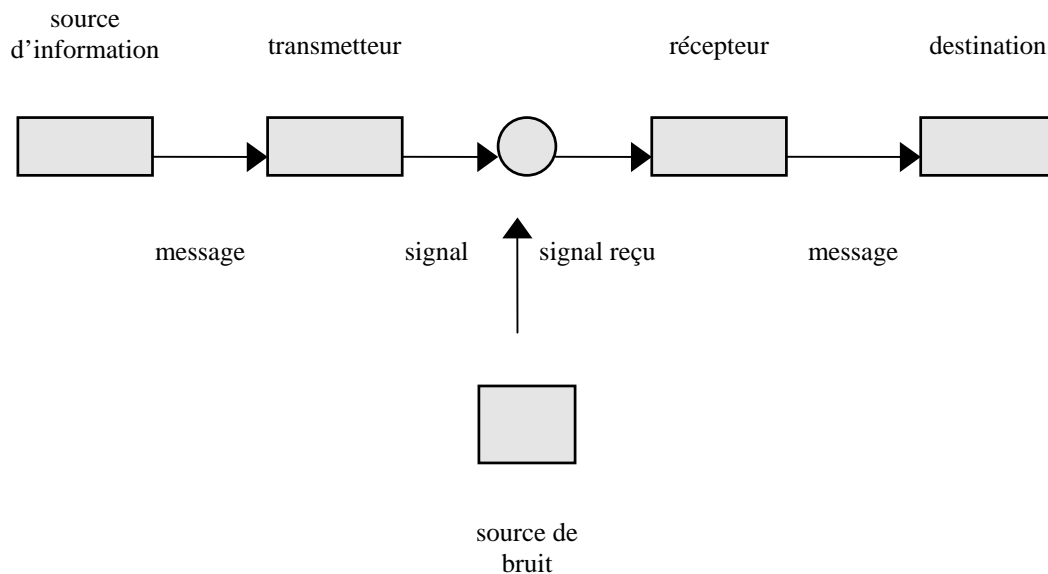 source
d’information
transmetteur
récepteur
destination
message
signal
signal reçu
message
source de
bruit